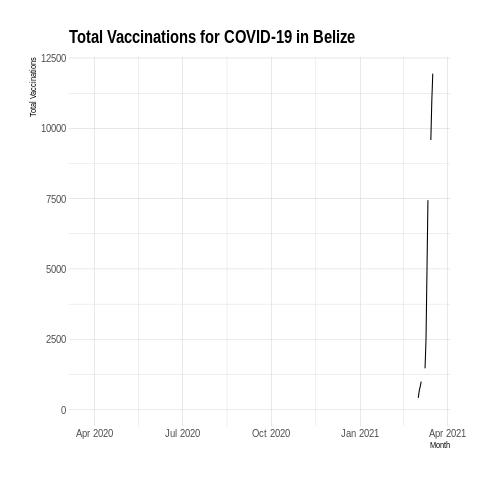 Total Vaccinations for COVID-19 in Belize
Total Vaccinations
12500
10000
7500
5000
2500
0
Apr 2020 Jul 2020 Oct 2020 Jan 2021 Apr 2021
Month